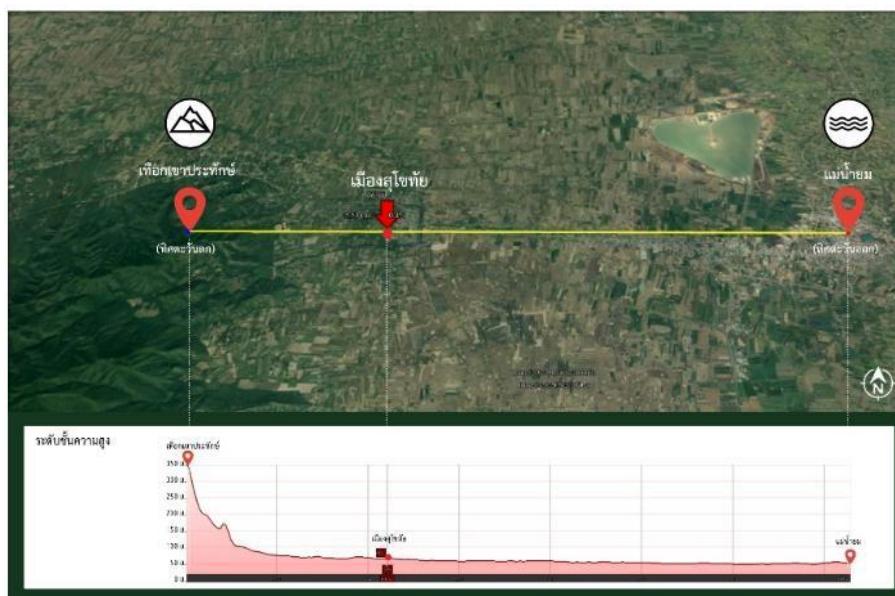 เทือกเขาประทักษ์
เมืองสุโขทัย
แม่น้ำยม
(ทิศตะวันตก)
(ทิศตะวันออก)
N
ระดับชั้นความสูง
เทือกเขาประทักษ์
350 ม.
300 ม.
250 ม.
200 ม.
150 ม.
100 ม.
50 ม.
0 ม.
เมืองสุโขทัย
แม่น้ำยม